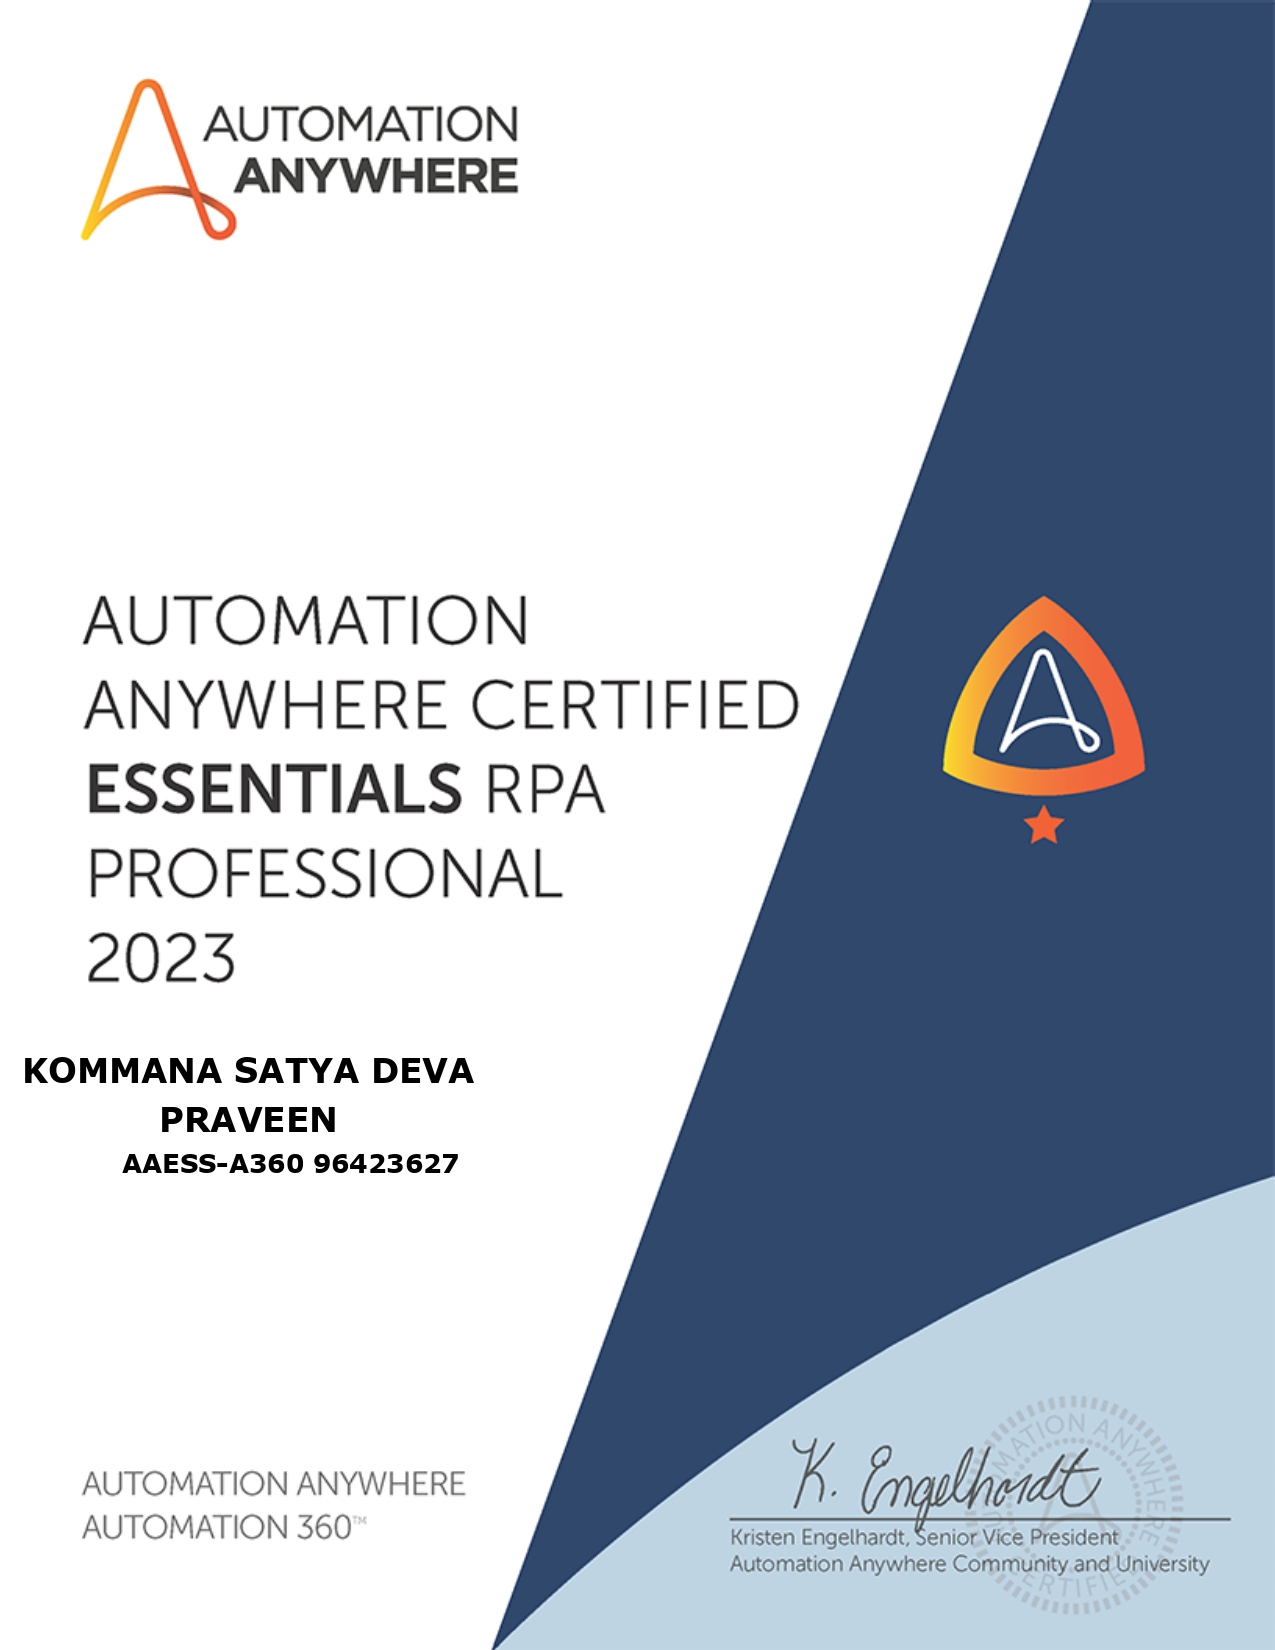 AUTOMATION
ANYWHERE
AUTOMATION
ANYWHERE CERTIFIED
ESSENTIALS RPA
PROFESSIONAL
2023
KOMMANA SATYA DEVA
PRAVEEN
AAESS-A360 96423627
AUTOMATION ANYWHERE
AUTOMATION 360™
K. Engelhardt
Kristen Engelhardt, Senior Vice President
Automation Anywhere Community and University
AUTOMATION ANYWHERE
CERTIFIED